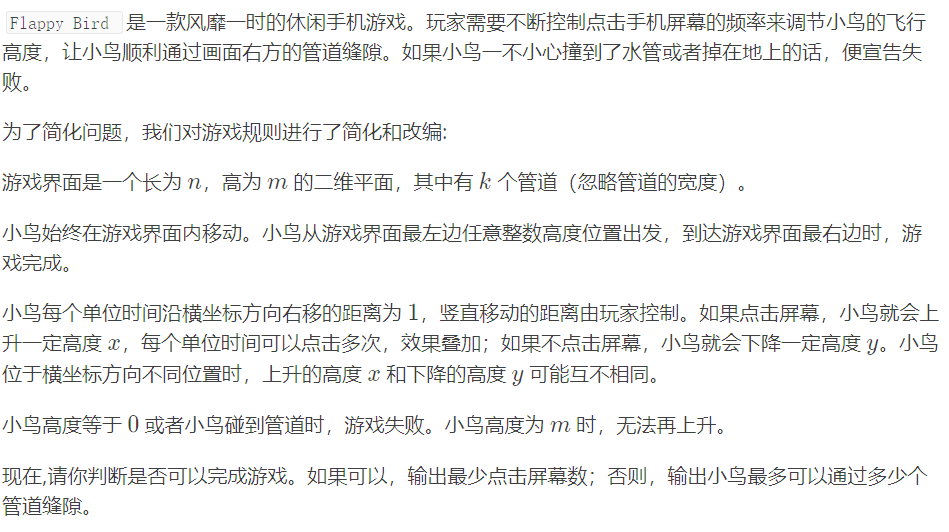 Flappy Bird 是一款风靡一时的休闲手机游戏。玩家需要不断控制点击手机屏幕的频率来调节小鸟的飞行
高度，让小鸟顺利通过画面右方的管道缝隙。如果小鸟一不小心撞到了水管或者掉在地上的话，便宣告失
败。
为了简化问题，我们对游戏规则进行了简化和改编:
游戏界面是一个长为 n，高为 m 的二维平面，其中有 k 个管道（忽略管道的宽度）。
小鸟始终在游戏界面内移动。小鸟从游戏界面最左边任意整数高度位置出发，到达游戏界面最右边时，游
戏完成。
小鸟每个单位时间沿横坐标方向右移的距离为 1，竖直移动的距离由玩家控制。如果点击屏幕，小鸟就会上
升一定高度 x，每个单位时间可以点击多次，效果叠加；如果不点击屏幕，小鸟就会下降一定高度 y。小鸟
位于横坐标方向不同位置时，上升的高度 x 和下降的高度 y 可能互不相同。
小鸟高度等于 0 或者小鸟碰到管道时，游戏失败。小鸟高度为 m 时，无法再上升。
现在,请你判断是否可以完成游戏。如果可以，输出最少点击屏幕数；否则，输出小鸟最多可以通过多少个
管道缝隙。